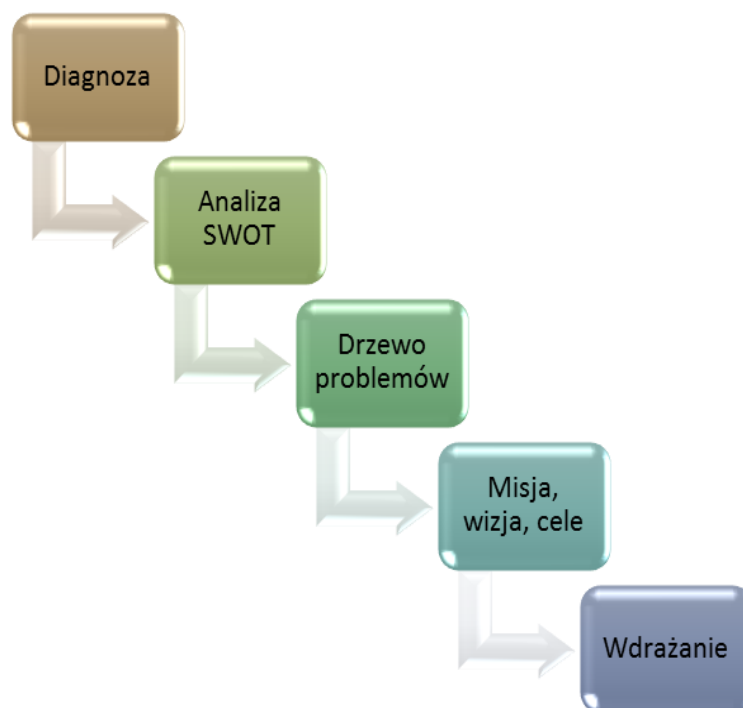 Diagnoza
Analiza
SWOT
Drzewo
problemów
Misja,
wizja, cele
Wdrażanie